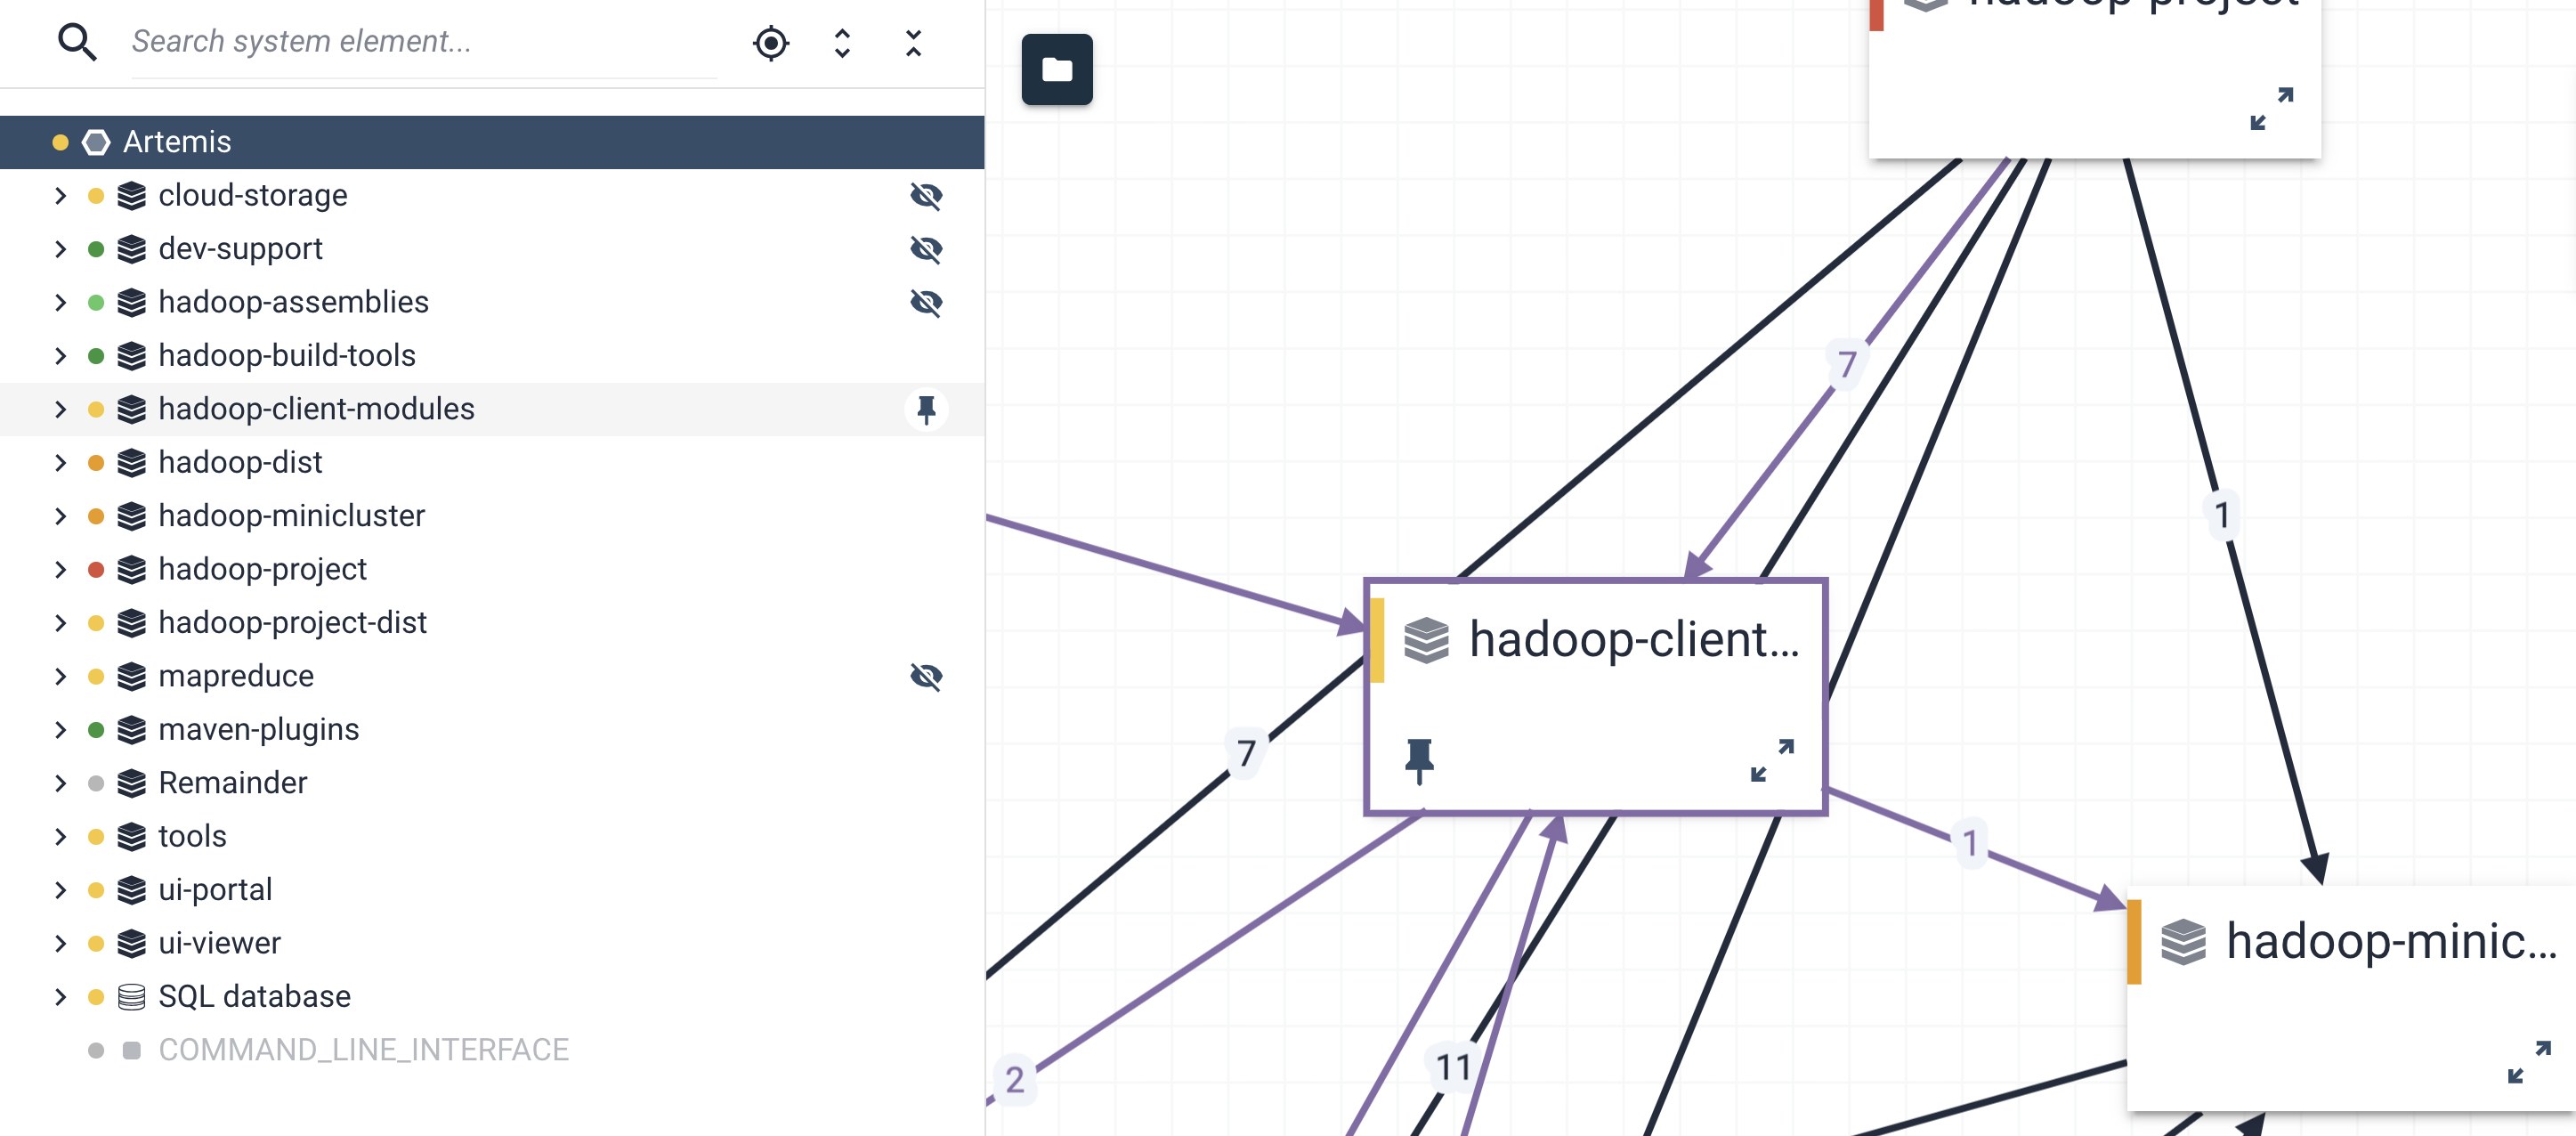 Search system element...
Artemis
cloud-storage
dev-support
hadoop-assemblies
hadoop-build-tools
hadoop-client-modules
hadoop-dist
hadoop-minicluster
hadoop-project
hadoop-project-dist
mapreduce
maven-plugins
Remainder
tools
ui-portal
ui-viewer
SQL database
COMMAND_LINE_INTERFACE
hadoop-project
7
1
hadoop-client...
7
1
hadoop-minic...
11
2